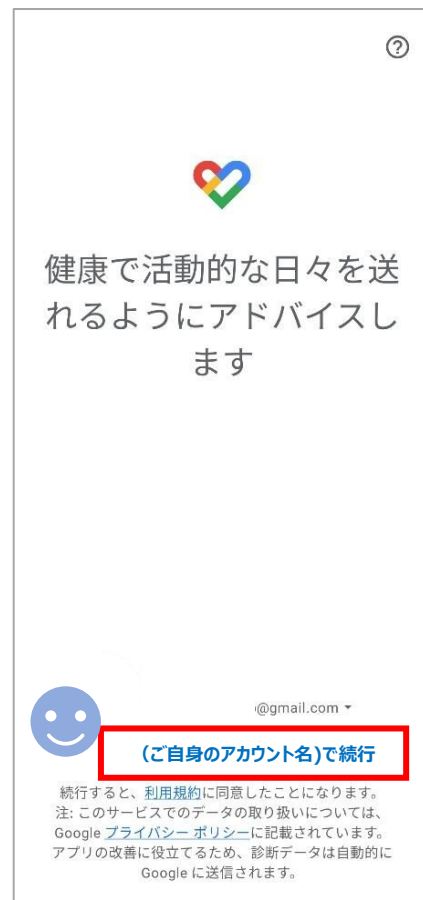 健康で活動的な日々を送
れるようにアドバイスし
ます
@gmail.com
(ご自身のアカウント名)で続行
続行すると、利用規約に同意したことになります。
注: このサービスでのデータの取り扱いについては、
Google プライバシー ポリシーに記載されています。
アプリの改善に役立てるため、診断データは自動的に
Google に送信されます。